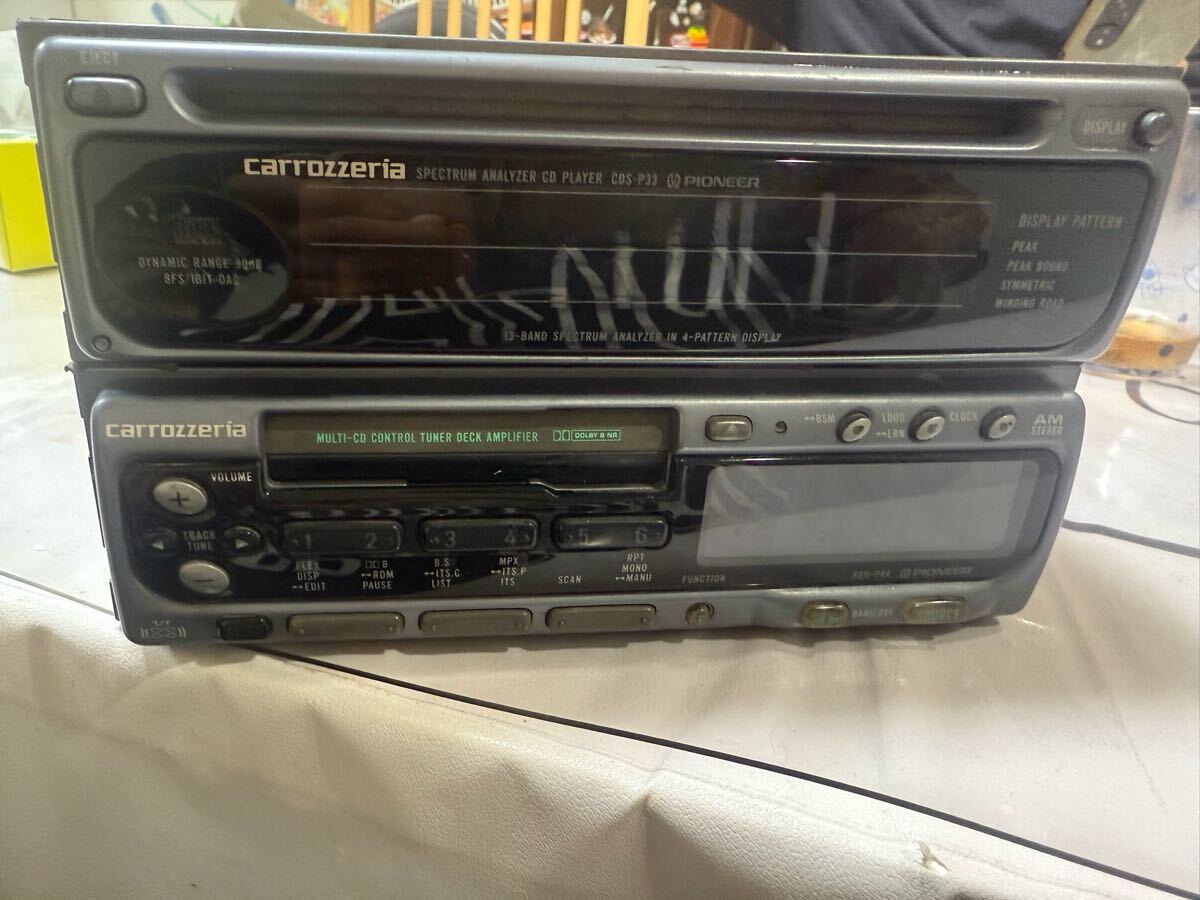 EJECT
DISPLAY
carrozzeria SPECTRUM ANALYZER CD PLAYER CDS-P33 PIONEER
DISPLAY PATTERN
PEAK
PEAK BOUND
SYMMETRIC
WINDING ROAD
DYNAMIC RANGE 90dB
8FS/1BIT DAC
13-BAND SPECTRUM ANALYZER IN 4-PATTERN DISPLAY
carrozzeria
MULTI-CD CONTROL TUNER DECK AMPLIFIER DOLBY B NR
BSM
LOUD
LRN
CLOCK
AM
STEREO
VOLUME
+
TRACK
TUNE
−
1 2 3 4 5 6
FLEX
DISP
EDIT
B
RDM
PAUSE
B.S
ITS.C
LIST
MPX
ITS.P
ITS
SCAN
RPT
MONO
MANU
FUNCTION
PIONEER
SOURCE